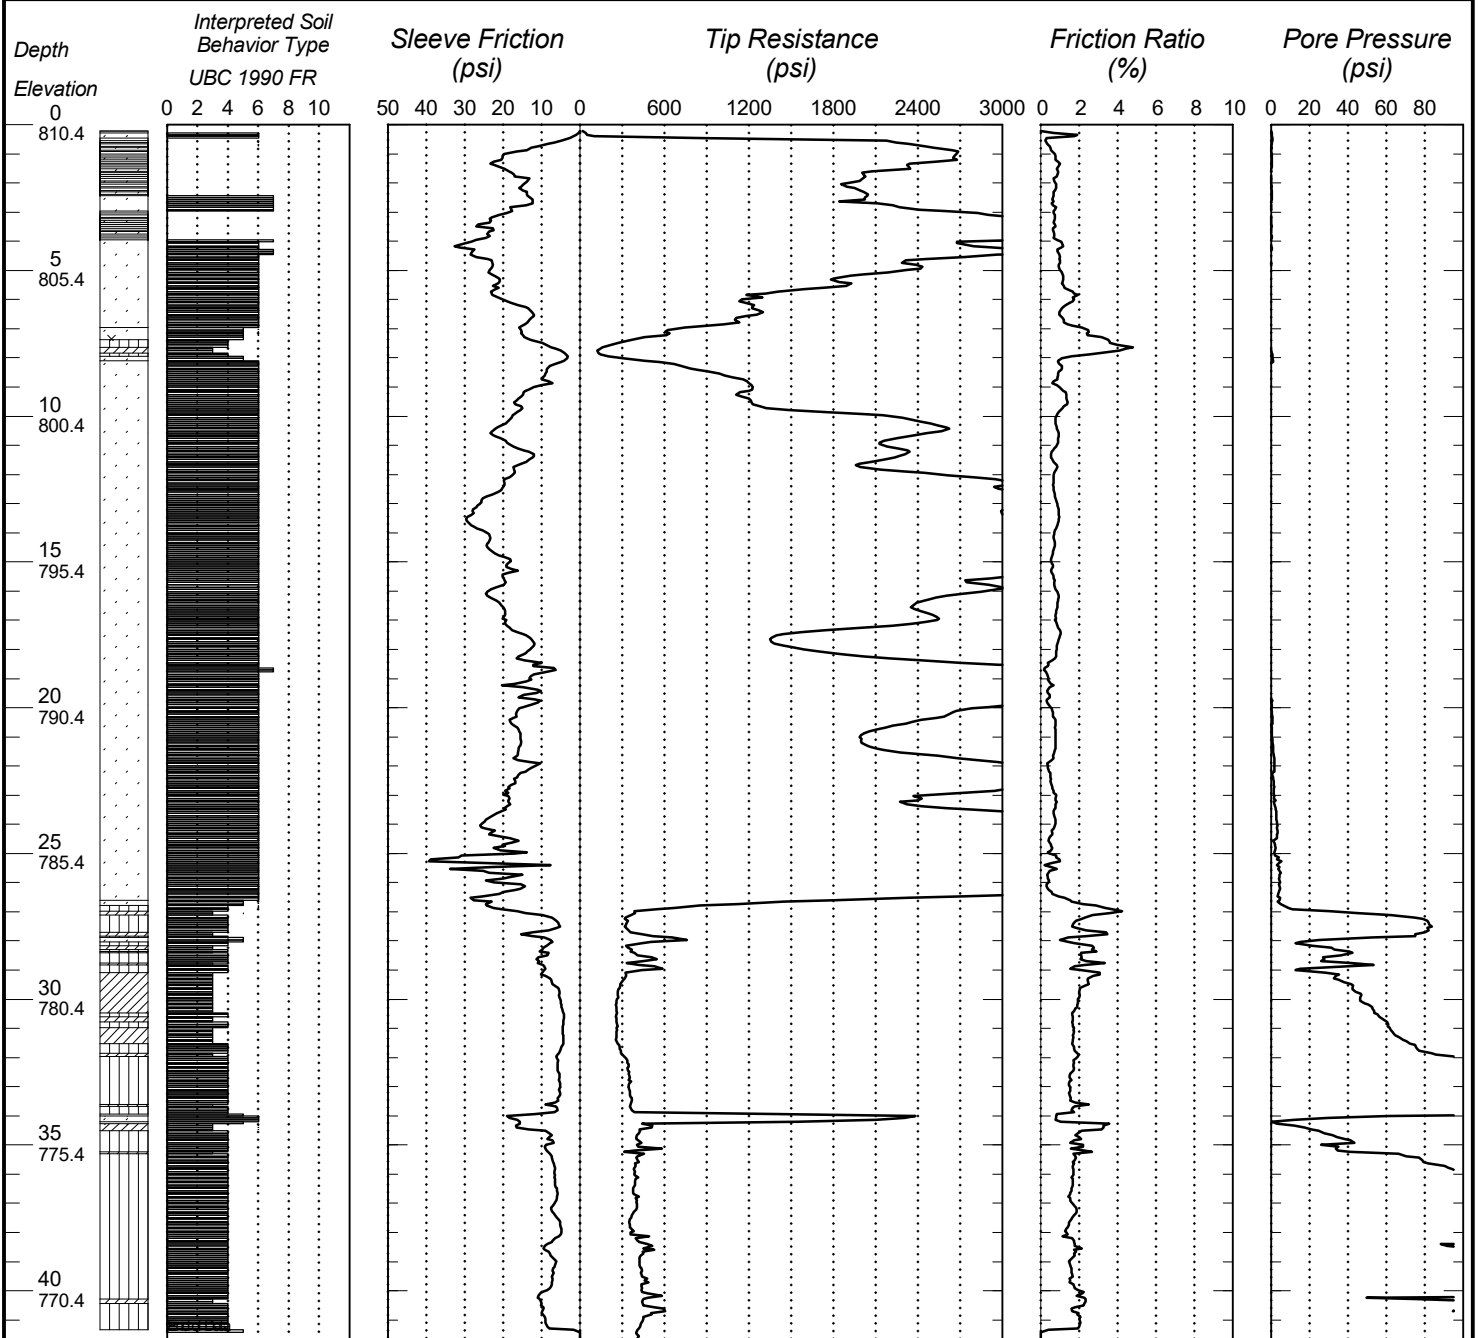 Depth
Elevation
Interpreted Soil
Behavior Type
UBC 1990 FR
Sleeve Friction
(psi)
Tip Resistance
(psi)
Friction Ratio
(%)
Pore Pressure
(psi)
0 2 4 6 8 10
50 40 30 20 10 0
600 1200 1800 2400 3000
0 2 4 6 8 10
0 20 40 60 80
0
810.4
5
805.4
10
800.4
15
795.4
20
790.4
25
785.4
30
780.4
35
775.4
40
770.4